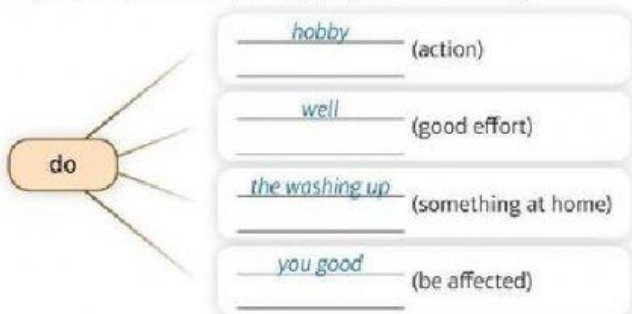 hobby
(action)
well
(good effort)
do
the washing up
(something at home)
you good
(be affected)